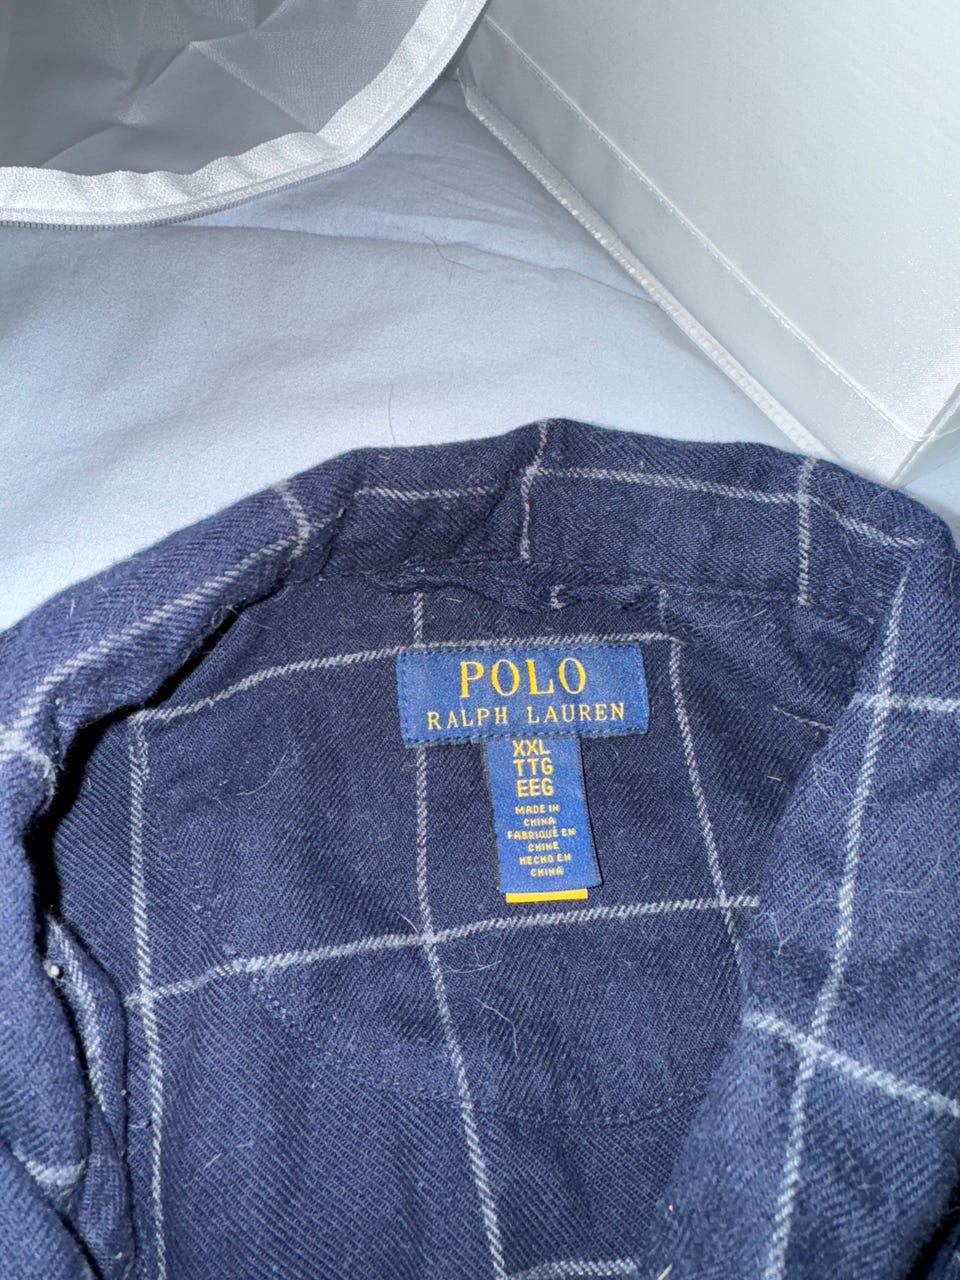 POLO
RALPH LAUREN
XXL
TTG
EEG
MADE IN
CHINA
FABRIQUÉ EN
CHINE
HECHO EN
CHINA